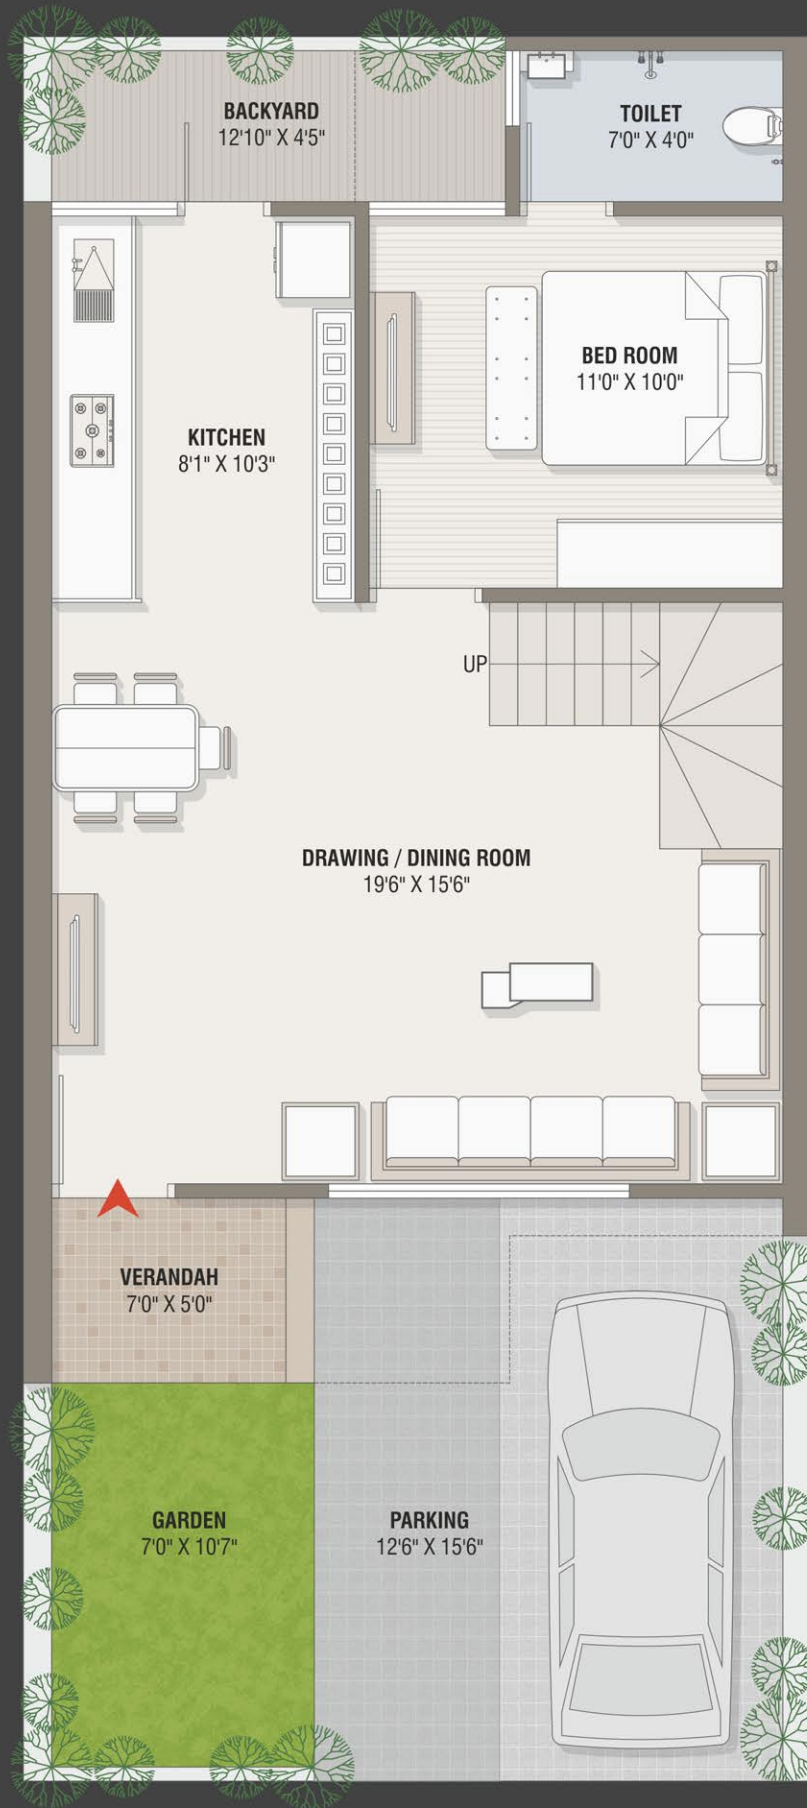 BACKYARD
12'10" X 4'5"
TOILET
7'0" X 4'0"
BED ROOM
11'0" X 10'0"
KITCHEN
8'1" X 10'3"
UP
DRAWING / DINING ROOM
19'6" X 15'6"
VERANDAH
7'0" X 5'0"
GARDEN
7'0" X 10'7"
PARKING
12'6" X 15'6"